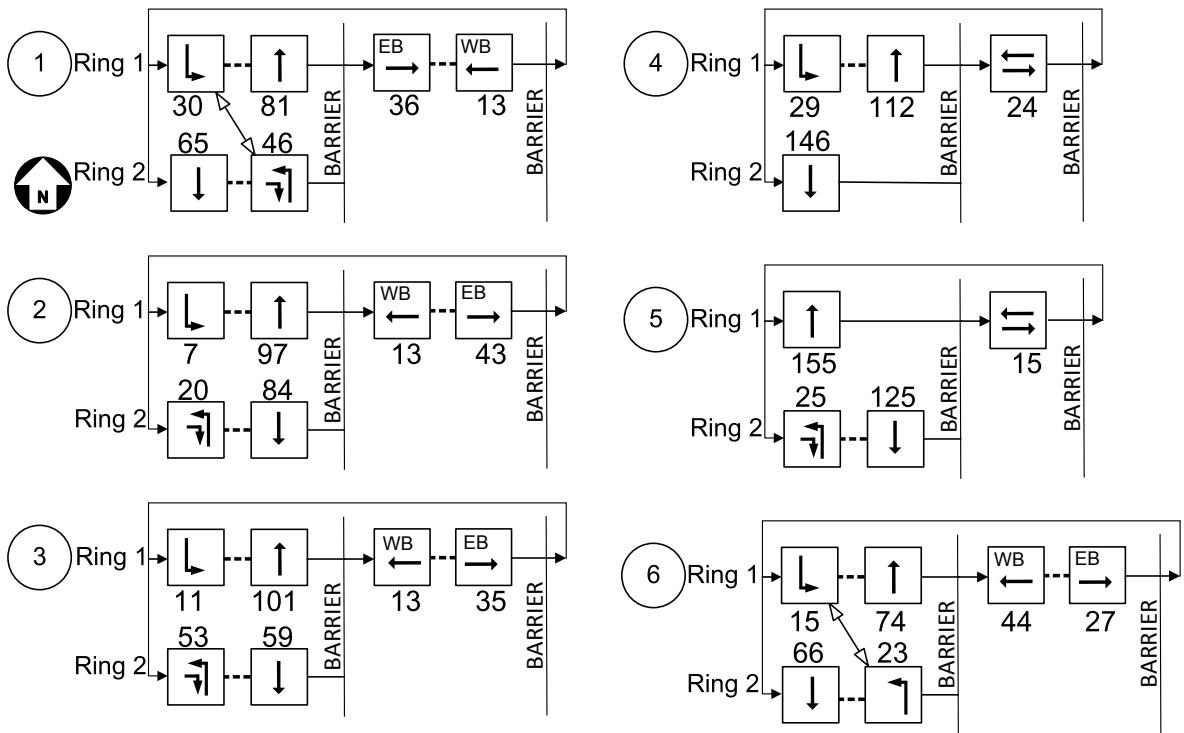 1
Ring 1
EB
WB
30
81
36
13
BARRIER
BARRIER
65
46
Ring 2
N
2
Ring 1
WB
EB
7
97
13
43
BARRIER
BARRIER
20
84
Ring 2
3
Ring 1
WB
EB
11
101
13
35
BARRIER
BARRIER
53
59
Ring 2
4
Ring 1
29
112
24
BARRIER
BARRIER
146
Ring 2
5
Ring 1
155
15
BARRIER
BARRIER
25
125
Ring 2
6
Ring 1
WB
EB
15
74
44
27
BARRIER
BARRIER
66
23
Ring 2